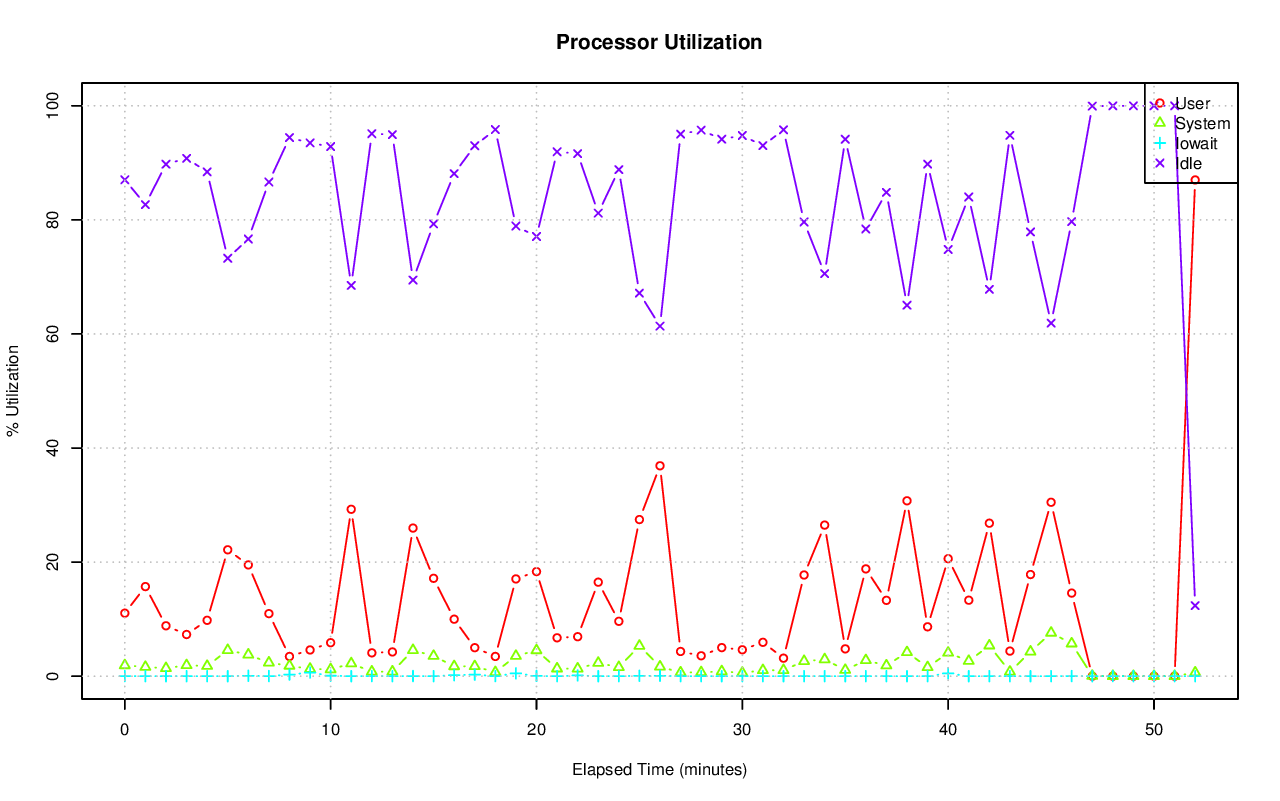 Processor Utilization
% Utilization
100
80
60
40
20
0
User
System
Iowait
Idle
0 10 20 30 40 50
Elapsed Time (minutes)